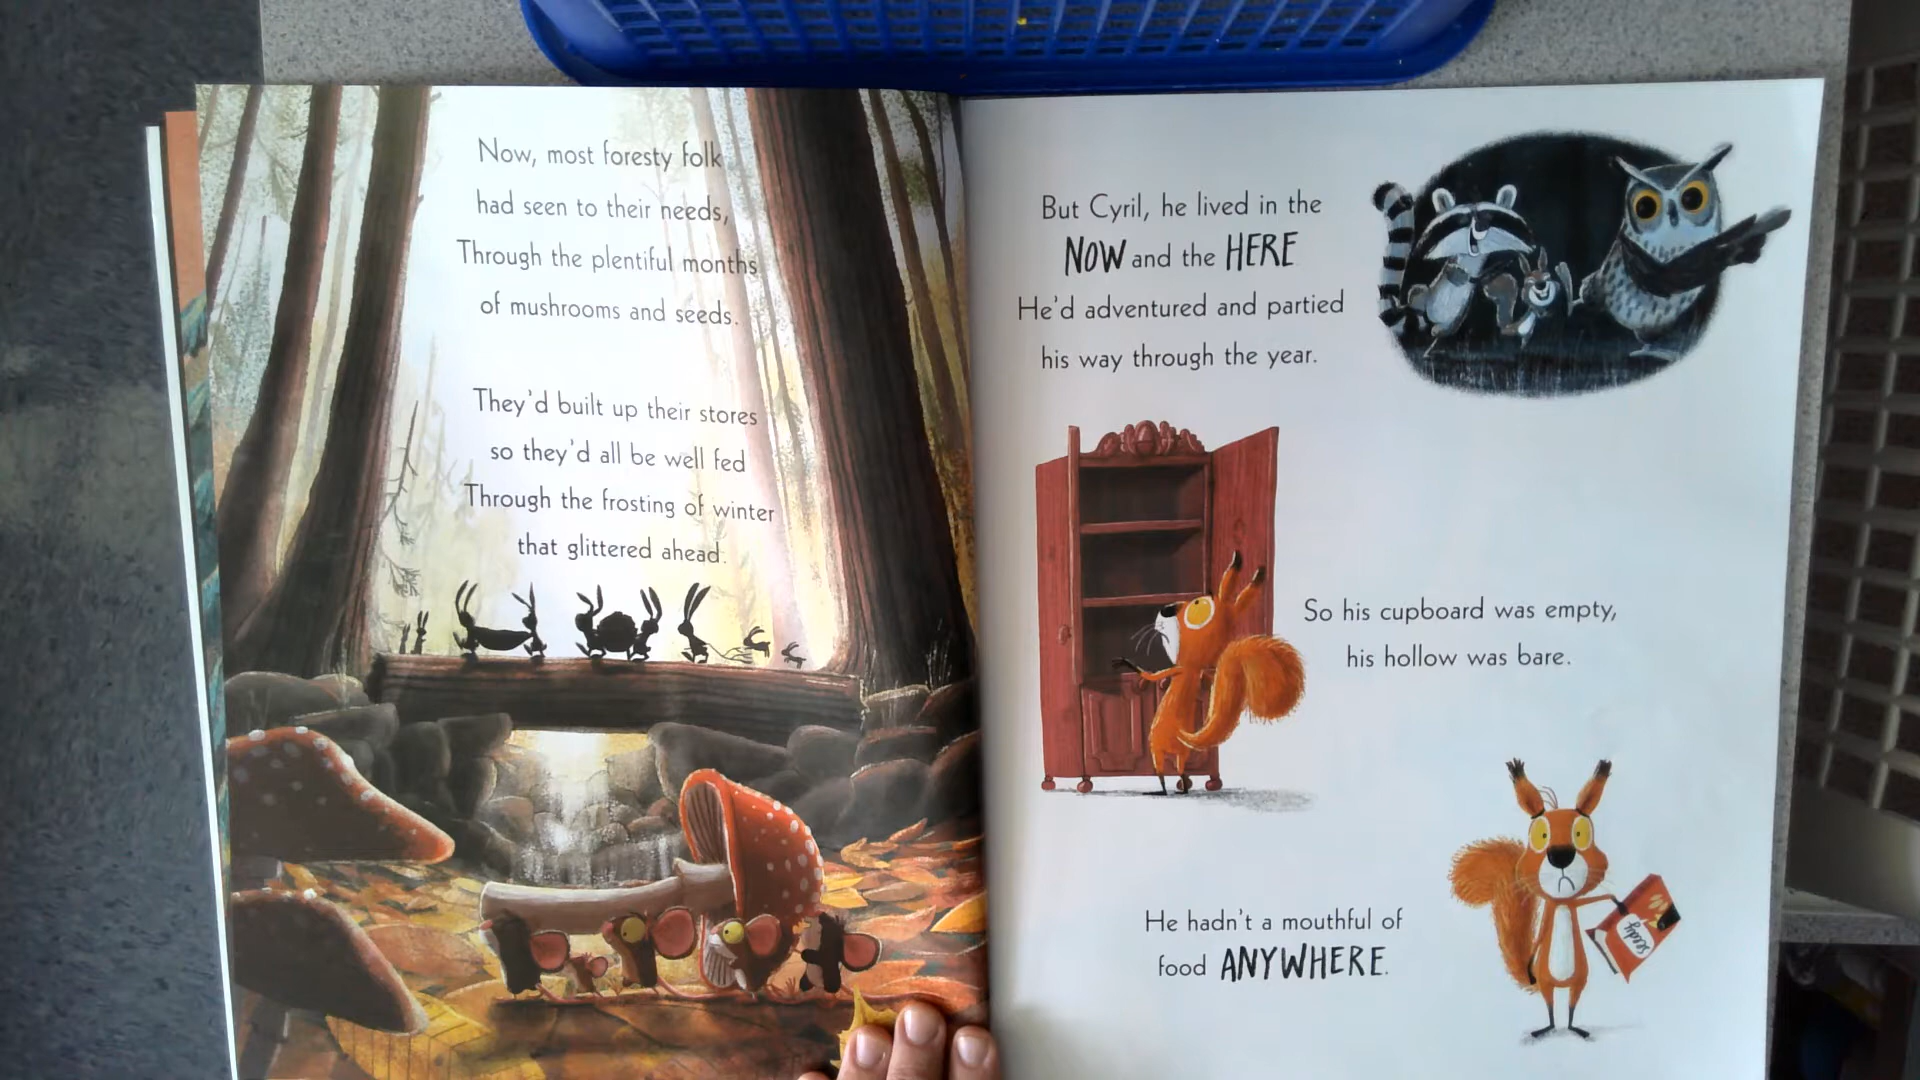 Now, most foresty folk
had seen to their needs,
Through the plentiful months
of mushrooms and seeds.
They'd built up their stores
so they'd all be well fed
Through the frosting of winter
that glittered ahead.
But Cyril, he lived in the
NOW and the HERE
He'd adventured and partied
his way through the year.
So his cupboard was empty,
his hollow was bare.
He hadn't a mouthful of
food ANYWHERE.